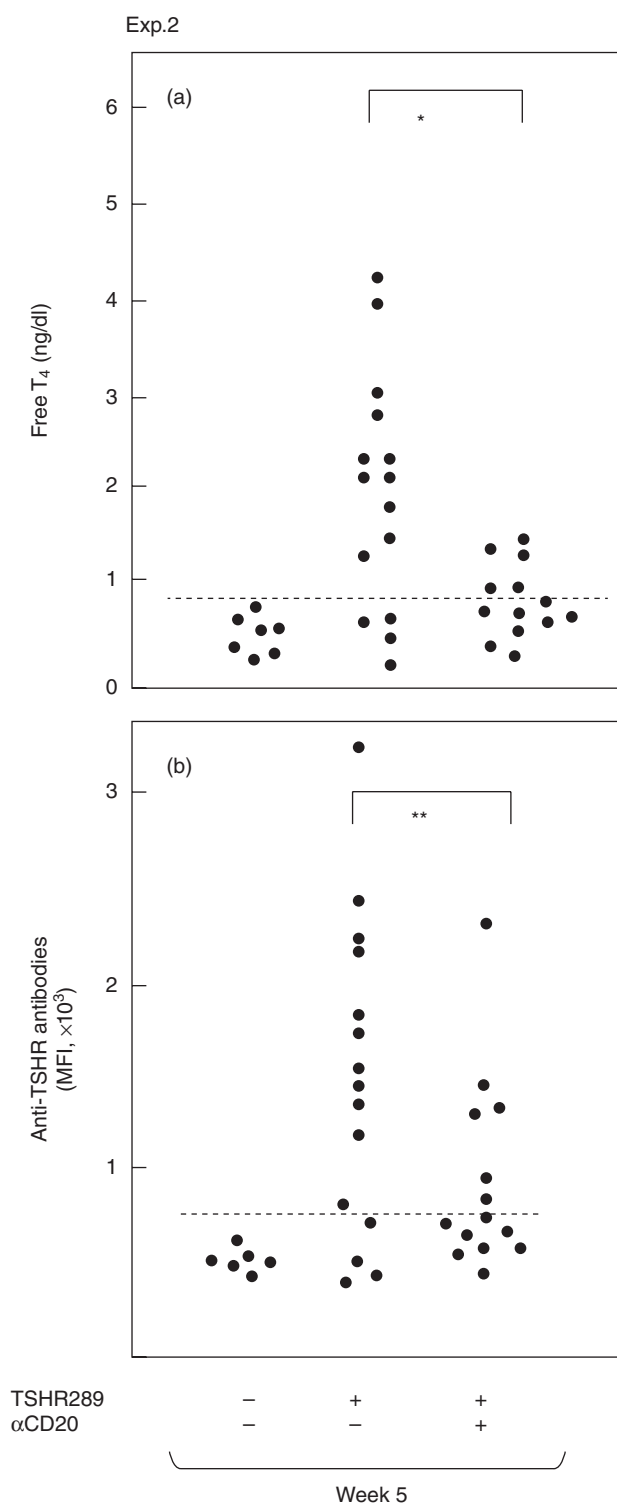 Exp.2
(a)
*
6
5
4
3
2
1
0
Free T₄ (ng/dl)
(b)
**
3
2
1
Anti-TSHR antibodies
(MFI, ×10³)
TSHR289 – + +
αCD20 – – +
Week 5